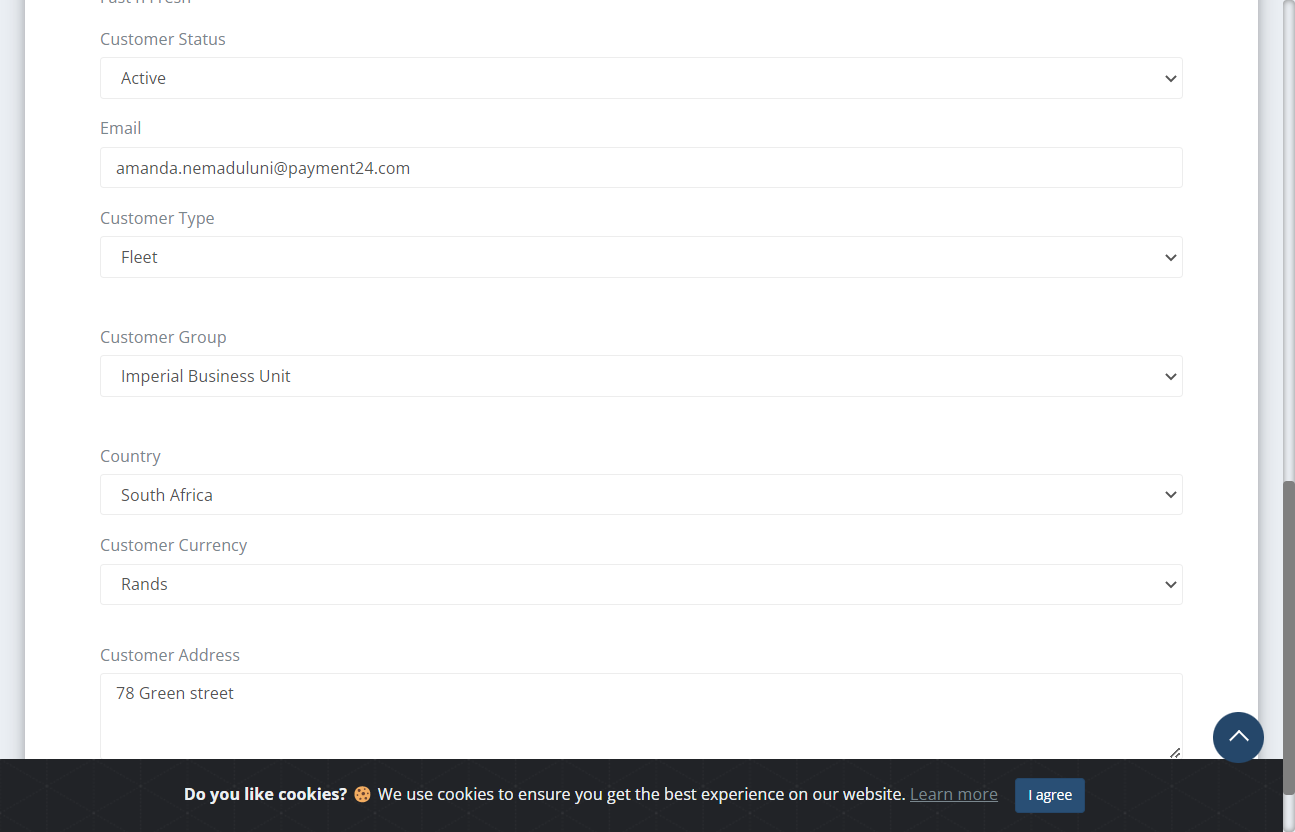 Customer Status
Active
Email
amanda.nemaduluni@payment24.com
Customer Type
Fleet
Customer Group
Imperial Business Unit
Country
South Africa
Customer Currency
Rands
Customer Address
78 Green street
Do you like cookies? 🍪 We use cookies to ensure you get the best experience on our website. Learn more I agree